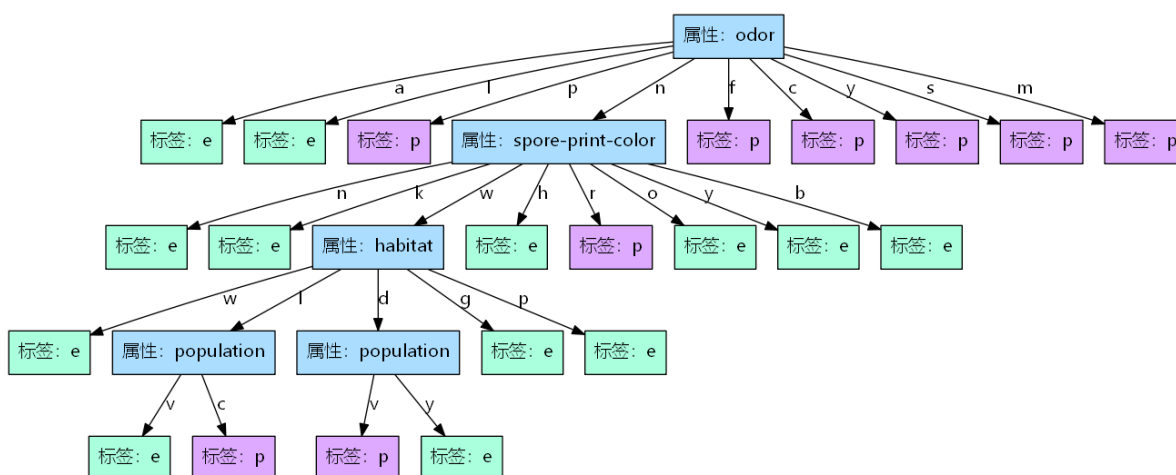 属性：odor
a l p n f c y s m
标签：e 标签：e 标签：p 属性：spore-print-color 标签：p 标签：p 标签：p 标签：p 标签：p
n k w h r o y b
标签：e 标签：e 属性：habitat 标签：e 标签：p 标签：e 标签：e 标签：e
w l d g p
标签：e 属性：population 属性：population 标签：e 标签：e
v c v y
标签：e 标签：p 标签：p 标签：e